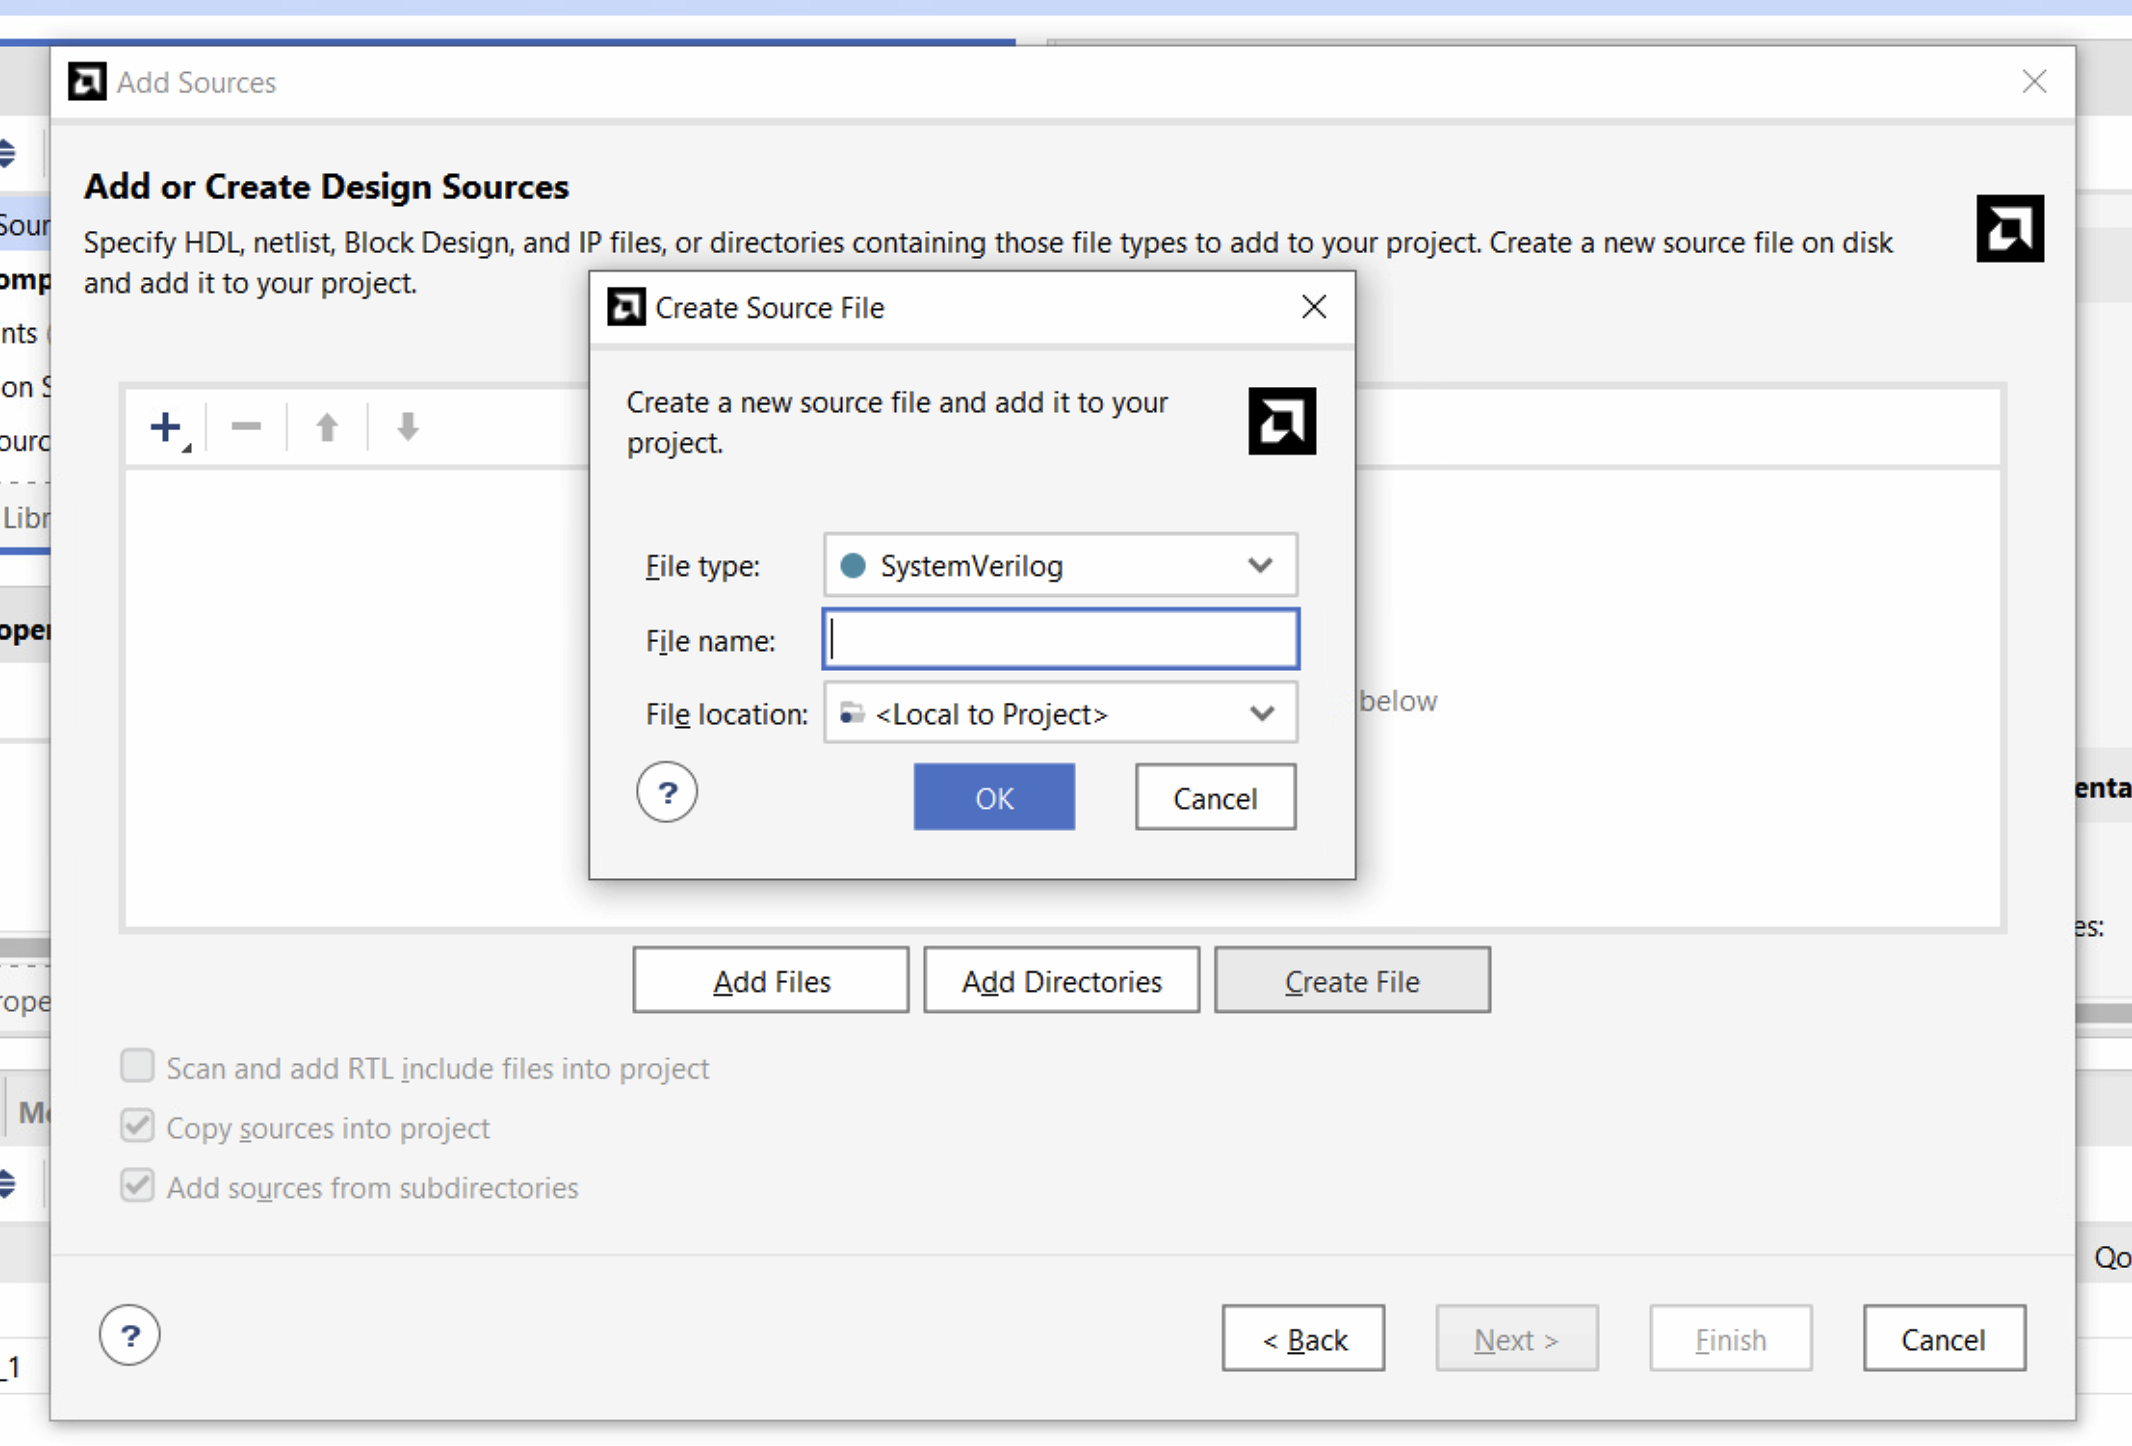 Add Sources
Add or Create Design Sources
Specify HDL, netlist, Block Design, and IP files, or directories containing those file types to add to your project. Create a new source file on disk
and add it to your project.
Create Source File
Create a new source file and add it to your
project.
File type:
SystemVerilog
File name:
File location:
<Local to Project>
below
?
OK
Cancel
Add Files
Add Directories
Create File
Scan and add RTL include files into project
Copy sources into project
Add sources from subdirectories
?
< Back
Next >
Finish
Cancel
_1